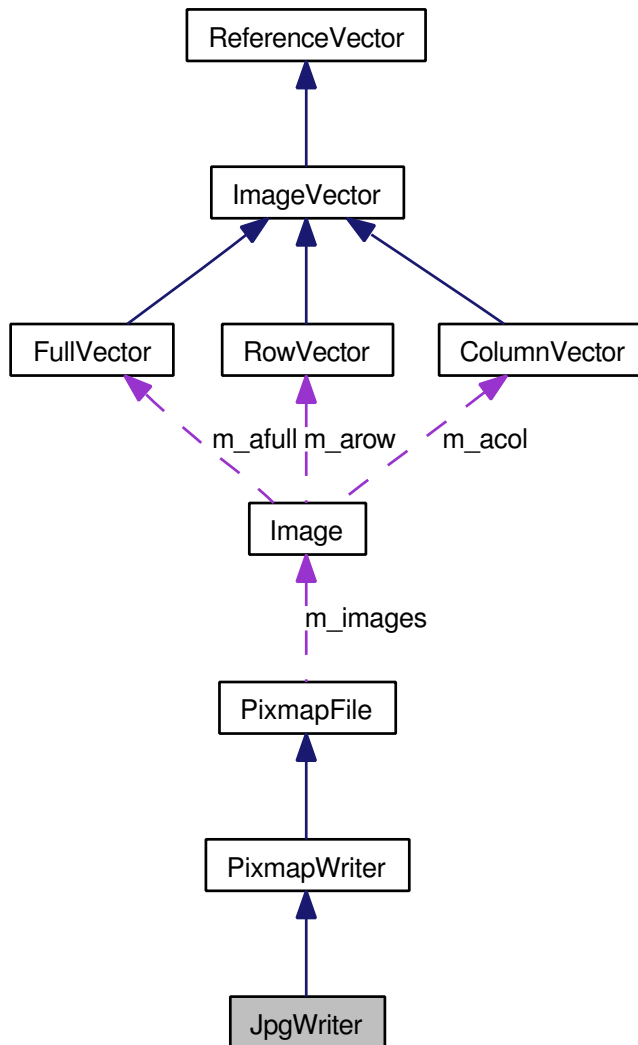 ReferenceVector
ImageVector
FullVector
RowVector
ColumnVector
m_afull
m_arow
m_acol
Image
m_images
PixmapFile
PixmapWriter
JpgWriter